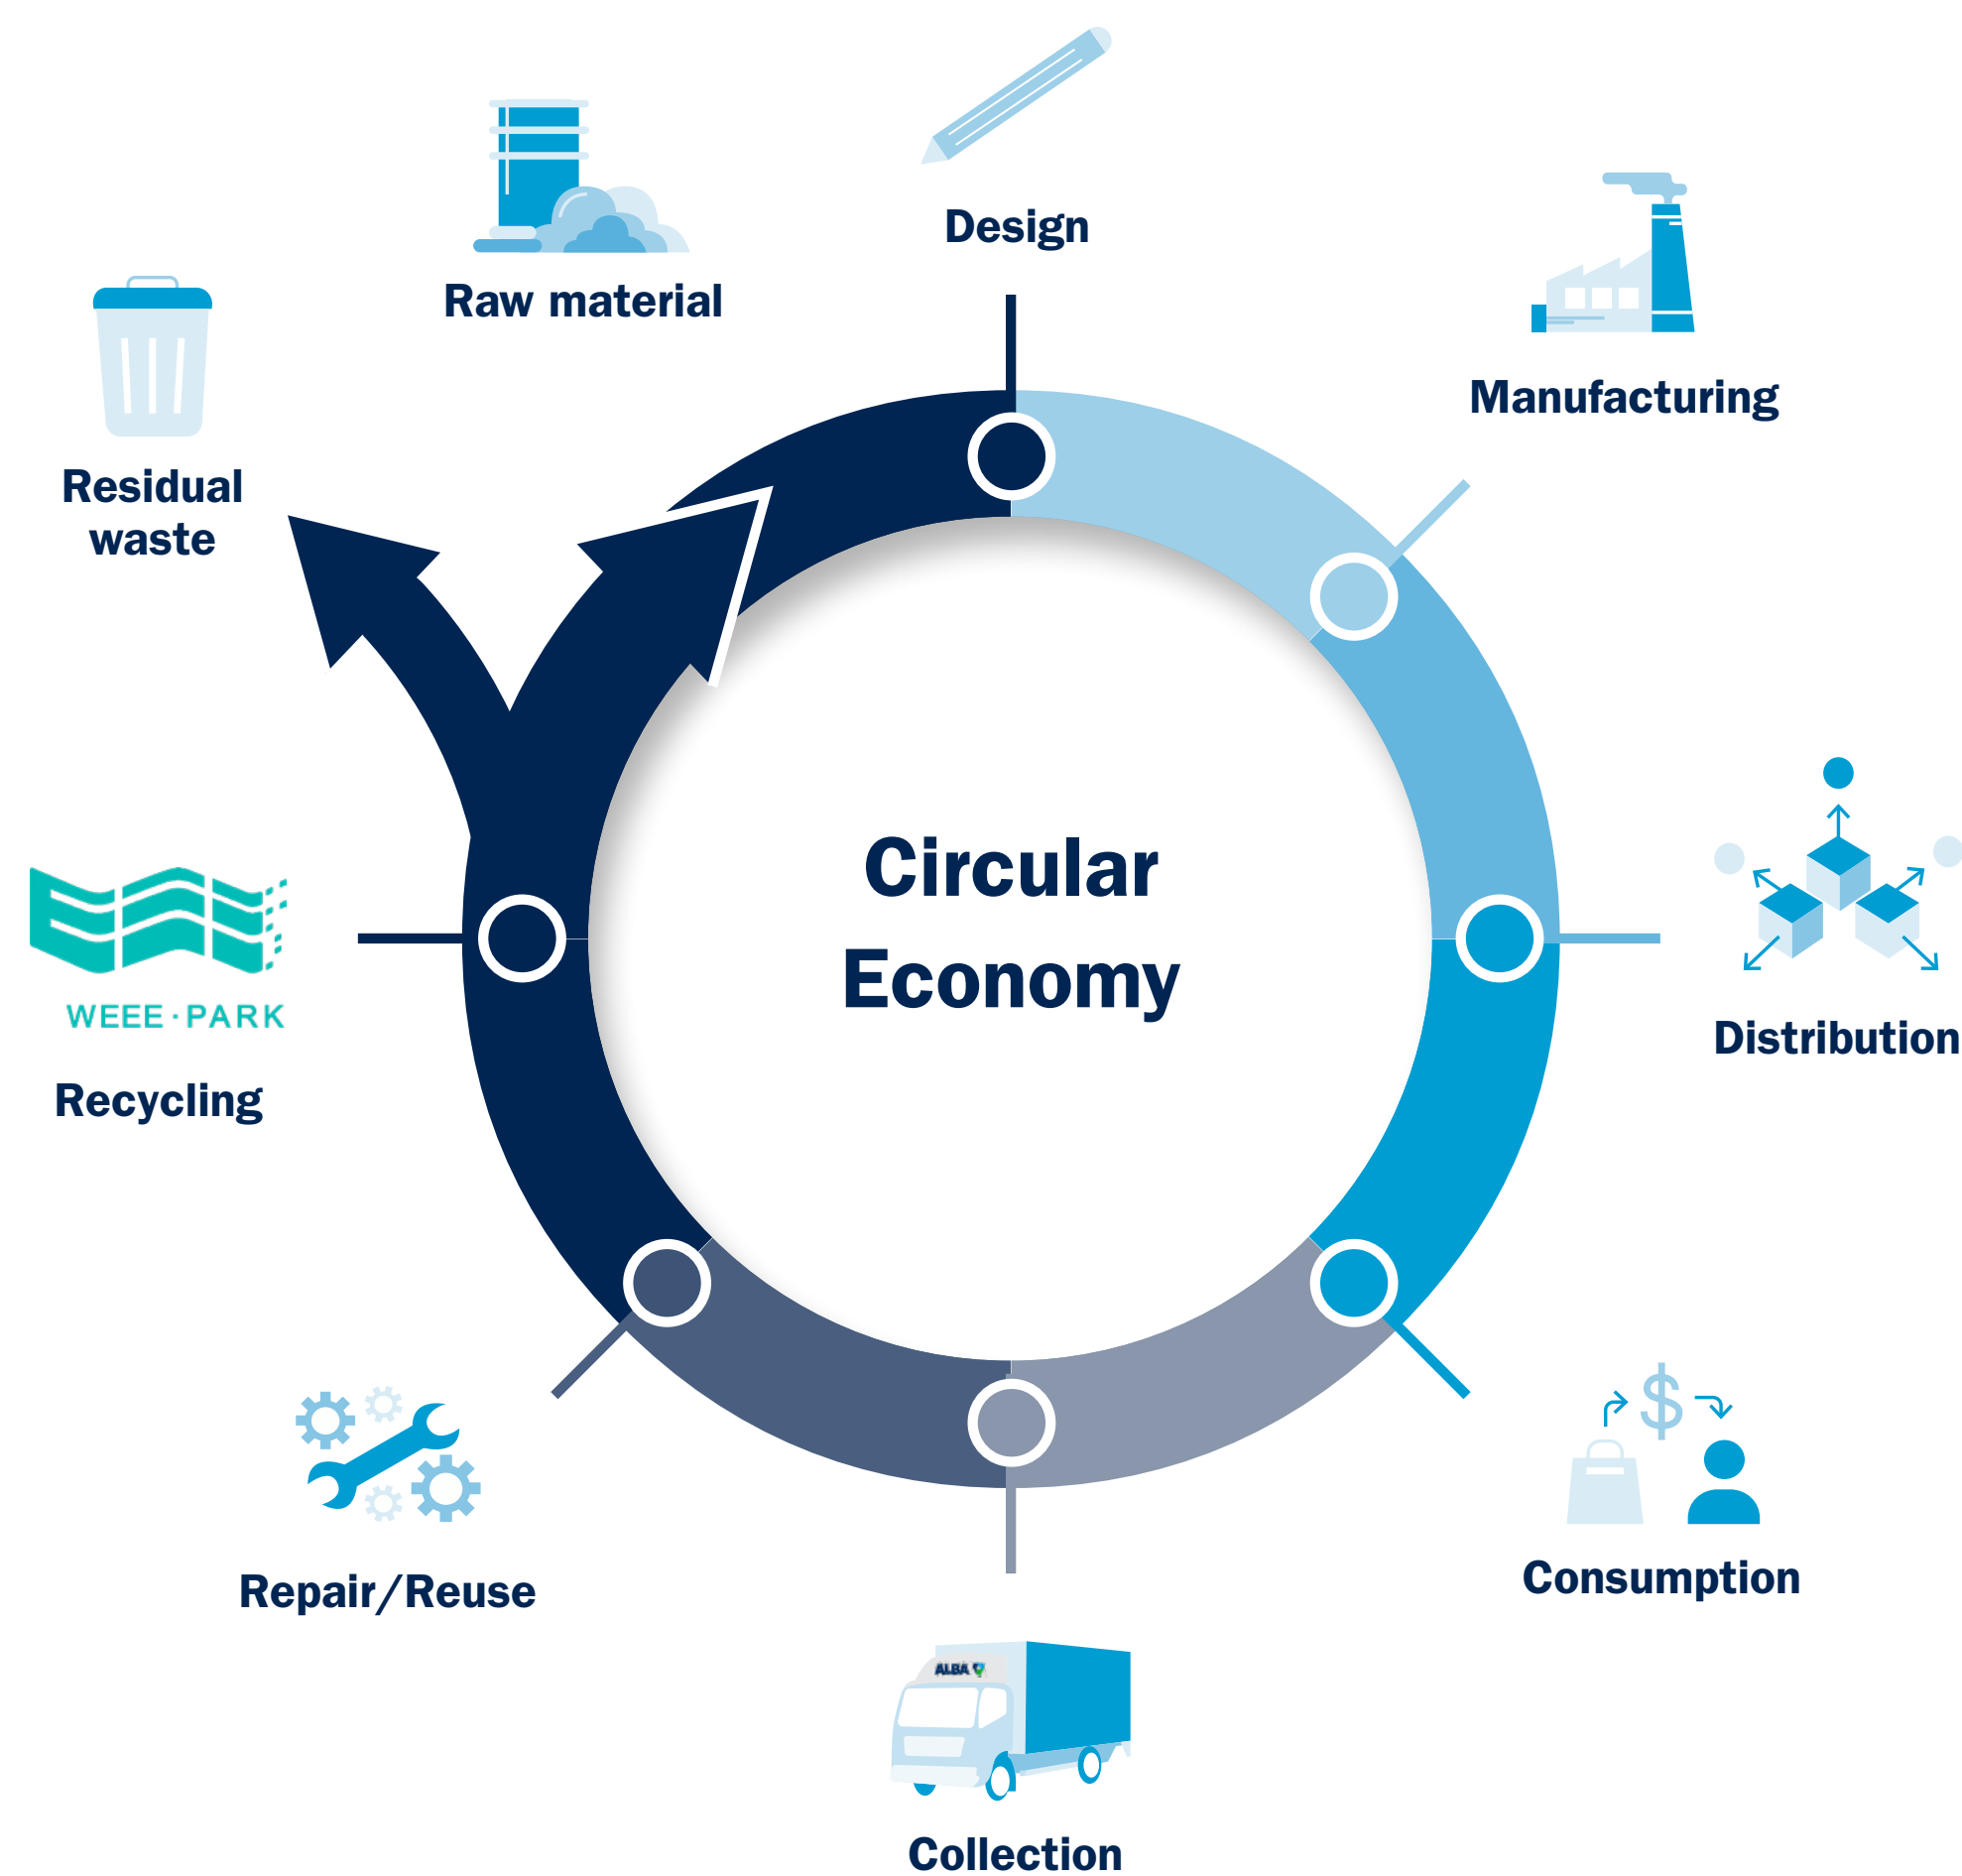 Design
Raw material
Manufacturing
Residual
waste
Circular
Economy
WEEE·PARK
Recycling
Distribution
$
Repair/Reuse
Consumption
ALBA
Collection